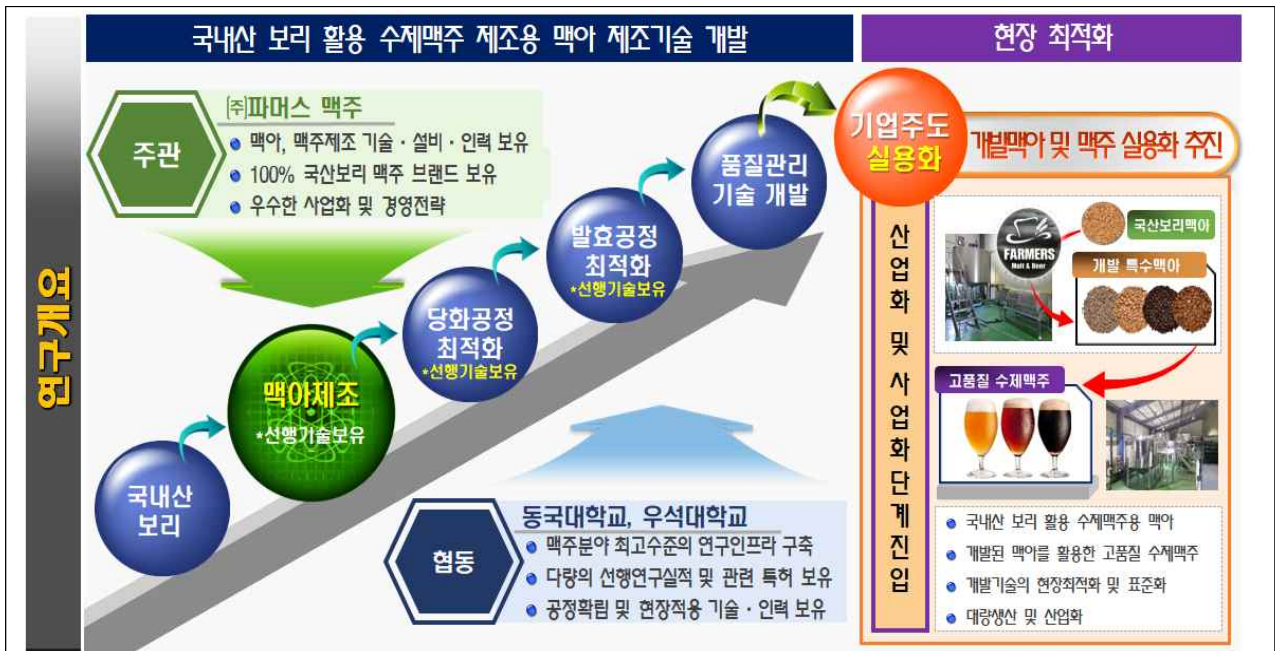 연구개요
국내산 보리 활용 수제맥주 제조용 맥아 제조기술 개발
현장 최적화
주관
㈜파머스 맥주
맥아, 맥주제조 기술·설비·인력 보유
100% 국산보리 맥주 브랜드 보유
우수한 사업화 및 경영전략
국내산
보리
맥아제조
*선행기술보유
당화공정
최적화
*선행기술보유
발효공정
최적화
*선행기술보유
품질관리
기술 개발
협동
동국대학교, 우석대학교
맥주분야 최고수준의 연구인프라 구축
다량의 선행연구실적 및 관련 특허 보유
공정확립 및 현장적용 기술·인력 보유
기업주도
실용화
개발맥아 및 맥주 실용화 추진
산업화 및 사업화단계진입
FARMERS
Malt & Beer
국산보리맥아
개발 특수맥아
고품질 수제맥주
국내산 보리 활용 수제맥주용 맥아
개발된 맥아를 활용한 고품질 수제맥주
개발기술의 현장최적화 및 표준화
대량생산 및 산업화